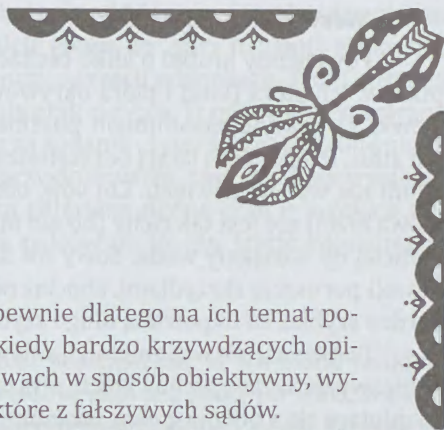 pewnie dlatego na ich temat po-
kiedy bardzo krzywdzących opi-
wach w sposób obiektywny, wy-
które z fałszywych sądów.